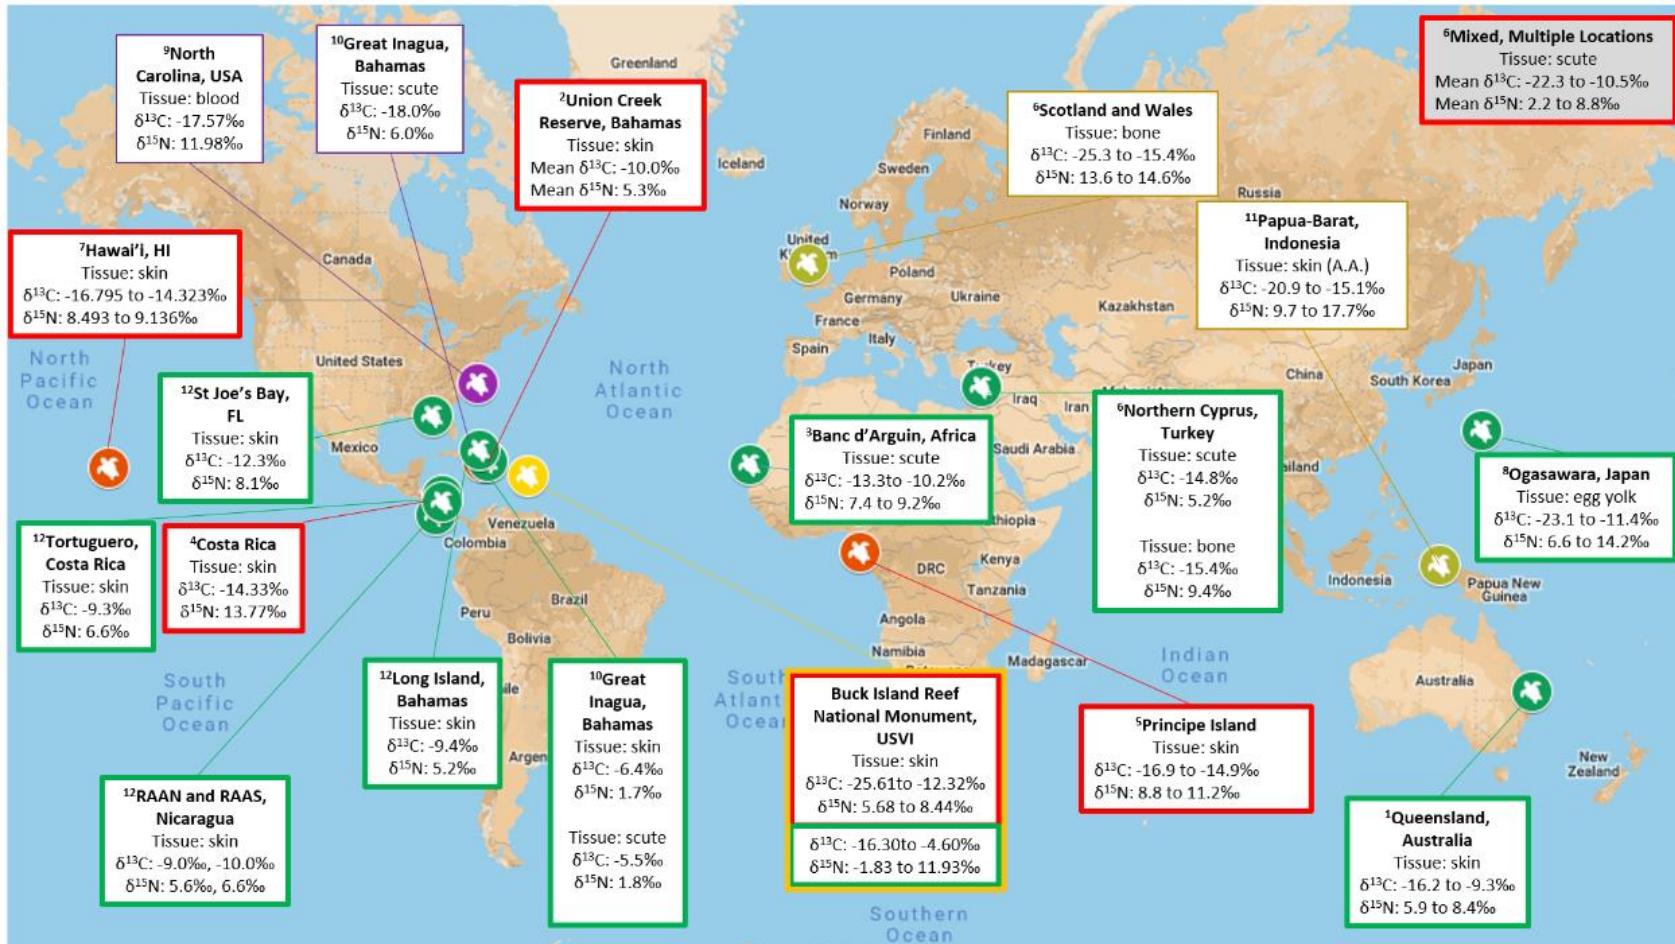 ⁹North
Carolina, USA
Tissue: blood
δ¹³C: -17.57‰
δ¹⁵N: 11.98‰
¹⁰Great Inagua,
Bahamas
Tissue: scute
δ¹³C: -18.0‰
δ¹⁵N: 6.0‰
²Union Creek
Reserve, Bahamas
Tissue: skin
Mean δ¹³C: -10.0‰
Mean δ¹⁵N: 5.3‰
⁶Scotland and Wales
Tissue: bone
δ¹³C: -25.3 to -15.4‰
δ¹⁵N: 13.6 to 14.6‰
⁶Mixed, Multiple Locations
Tissue: scute
Mean δ¹³C: -22.3 to -10.5‰
Mean δ¹⁵N: 2.2 to 8.8‰
Greenland
Iceland
Finland
Sweden
Norway
Russia
United
Canada
Poland
Germany
Ukraine
France
Italy
Spain
Kazakhstan
⁷Hawai'i, HI
Tissue: skin
δ¹³C: -16.795 to -14.323‰
δ¹⁵N: 8.493 to 9.136‰
¹¹Papua-Barat,
Indonesia
Tissue: skin (A.A.)
δ¹³C: -20.9 to -15.1‰
δ¹⁵N: 9.7 to 17.7‰
North
Pacific
Ocean
United States
North
Atlantic
Ocean
China
Japan
South Korea
Iraq
Iran
Saudi Arabia
Mexico
¹²St Joe's Bay,
FL
Tissue: skin
δ¹³C: -12.3‰
δ¹⁵N: 8.1‰
³Banc d'Arguin, Africa
Tissue: scute
δ¹³C: -13.3to -10.2‰
δ¹⁵N: 7.4 to 9.2‰
⁶Northern Cyprus,
Turkey
Tissue: scute
δ¹³C: -14.8‰
δ¹⁵N: 5.2‰
Tissue: bone
δ¹³C: -15.4‰
δ¹⁵N: 9.4‰
⁸Ogasawara, Japan
Tissue: egg yolk
δ¹³C: -23.1 to -11.4‰
δ¹⁵N: 6.6 to 14.2‰
¹²Tortuguero,
Costa Rica
Tissue: skin
δ¹³C: -9.3‰
δ¹⁵N: 6.6‰
⁴Costa Rica
Tissue: skin
δ¹³C: -14.33‰
δ¹⁵N: 13.77‰
Venezuela
Colombia
Peru
Brazil
Bolivia
DRC
Kenya
Tanzania
Angola
Namibia
Madagascar
Indonesia
Papua New
Guinea
Indian
Ocean
Australia
New
Zealand
South
Pacific
Ocean
¹²Long Island,
Bahamas
Tissue: skin
δ¹³C: -9.4‰
δ¹⁵N: 5.2‰
¹⁰Great
Inagua,
Bahamas
Tissue: skin
δ¹³C: -6.4‰
δ¹⁵N: 1.7‰
Tissue: scute
δ¹³C: -5.5‰
δ¹⁵N: 1.8‰
Buck Island Reef
National Monument,
USVI
Tissue: skin
δ¹³C: -25.61to -12.32‰
δ¹⁵N: 5.68 to 8.44‰
δ¹³C: -16.30to -4.60‰
δ¹⁵N: -1.83 to 11.93‰
⁵Principe Island
Tissue: skin
δ¹³C: -16.9 to -14.9‰
δ¹⁵N: 8.8 to 11.2‰
¹²RAAN and RAAS,
Nicaragua
Tissue: skin
δ¹³C: -9.0‰, -10.0‰
δ¹⁵N: 5.6‰, 6.6‰
¹Queensland,
Australia
Tissue: skin
δ¹³C: -16.2 to -9.3‰
δ¹⁵N: 5.9 to 8.4‰
Southern
Ocean